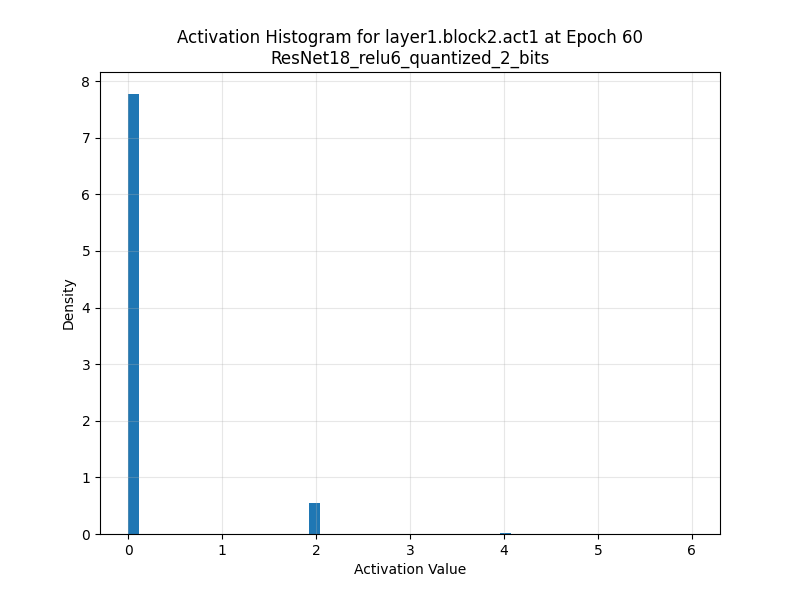 Activation Histogram for layer1.block2.act1 at Epoch 60
ResNet18_relu6_quantized_2_bits
8
7
6
5
4
3
2
1
0
Density
0 1 2 3 4 5 6
Activation Value